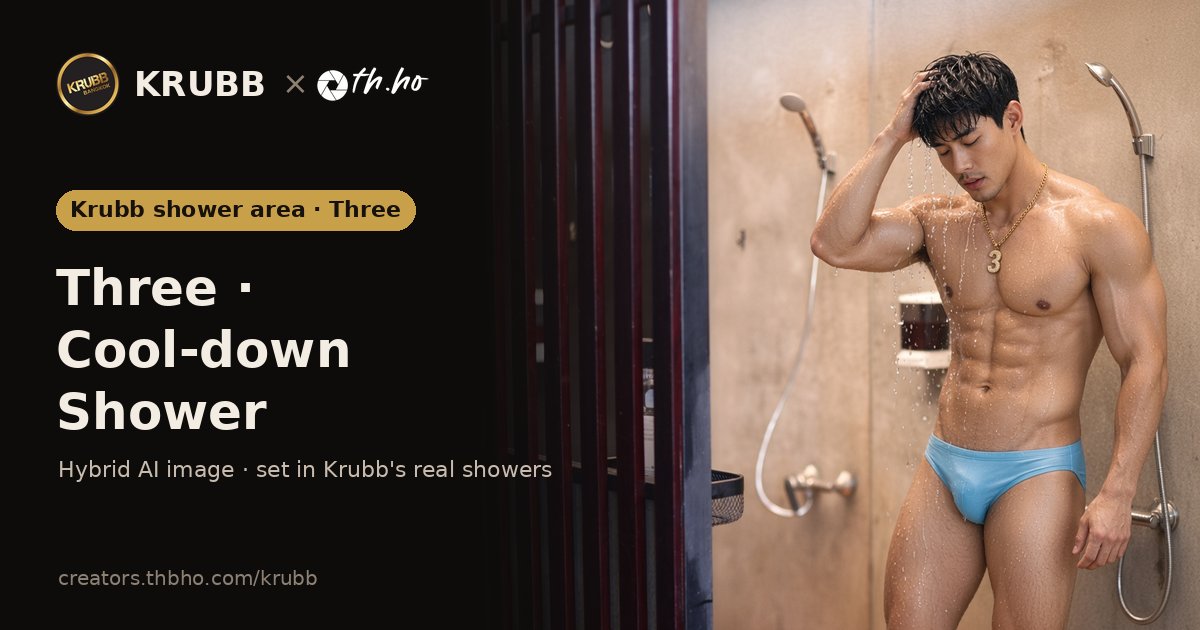 KRUBB
BANGKOK
KRUBB × th.ho
Krubb shower area · Three
Three ·
Cool-down
Shower
Hybrid AI image · set in Krubb's real showers
creators.thbho.com/krubb
3